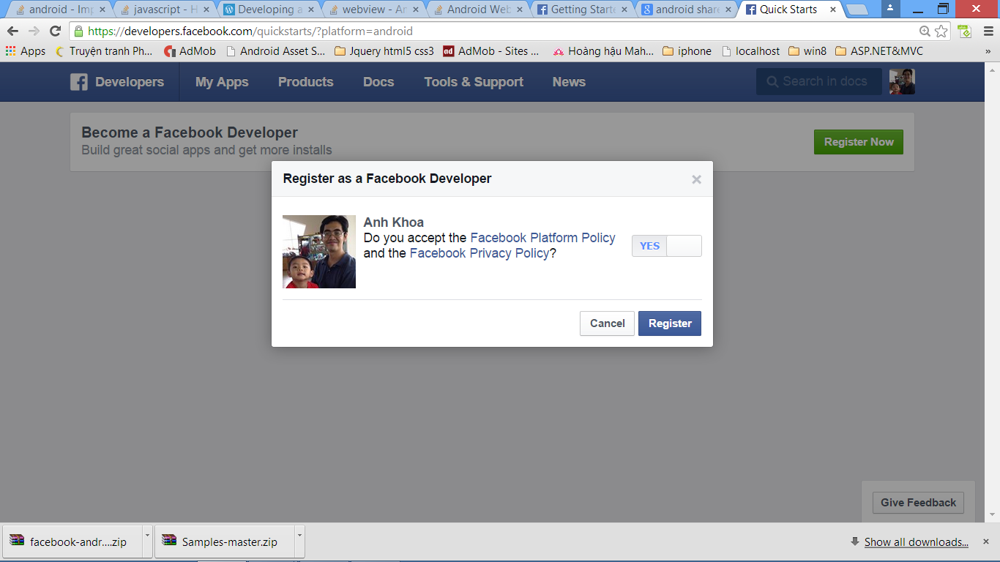 android - Imp
javascript - H
Developing a
webview - An
Android Web
Getting Starte
android share
Quick Starts
https://developers.facebook.com/quickstarts/?platform=android
Apps
Truyện tranh Ph...
AdMob
Android Asset S...
Jquery html5 css3
ad
AdMob - Sites ...
Hoàng hậu Mah...
iphone
localhost
win8
ASP.NET&MVC
»
Developers
My Apps
Products
Docs
Tools & Support
News
Search in docs
Become a Facebook Developer
Build great social apps and get more installs
Register Now
Register as a Facebook Developer
Anh Khoa
Do you accept the Facebook Platform Policy
and the Facebook Privacy Policy?
YES
Cancel
Register
Give Feedback
facebook-andr....zip
Samples-master.zip
Show all downloads...